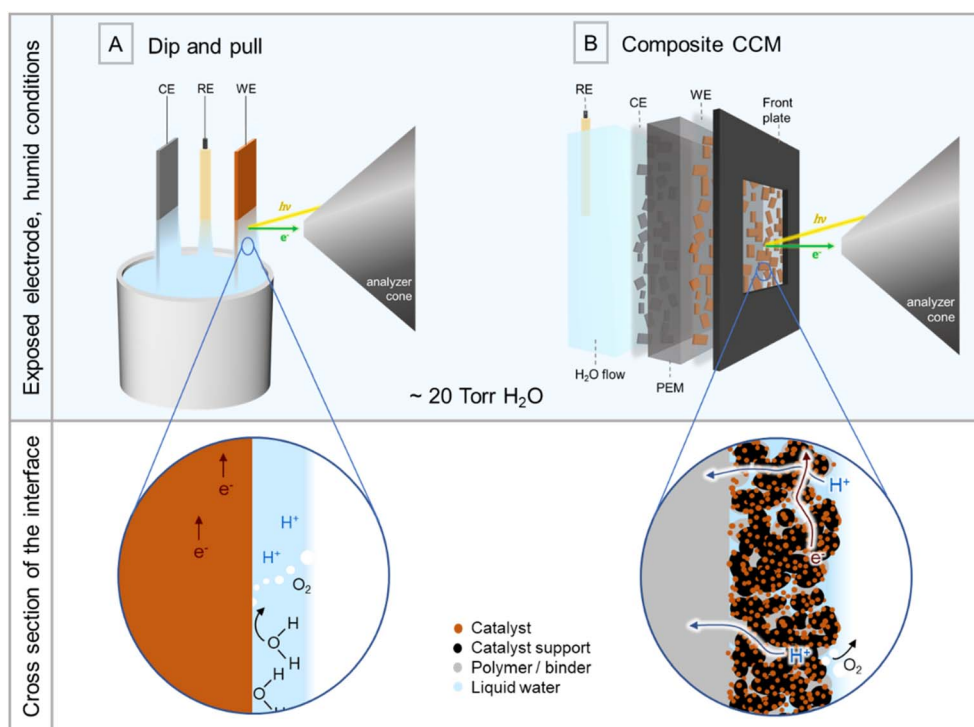 Exposed electrode, humid conditions
A Dip and pull
CE RE WE
hν
e-
analyzer
cone
B Composite CCM
RE
CE
WE
Front
plate
hν
e-
analyzer
cone
H₂O flow
PEM
~ 20 Torr H₂O
Cross section of the interface
e-
e-
H⁺
H⁺
O₂
H
O
H
H
O
H
Catalyst
Catalyst support
Polymer / binder
Liquid water
H⁺
e-
H⁺
O₂